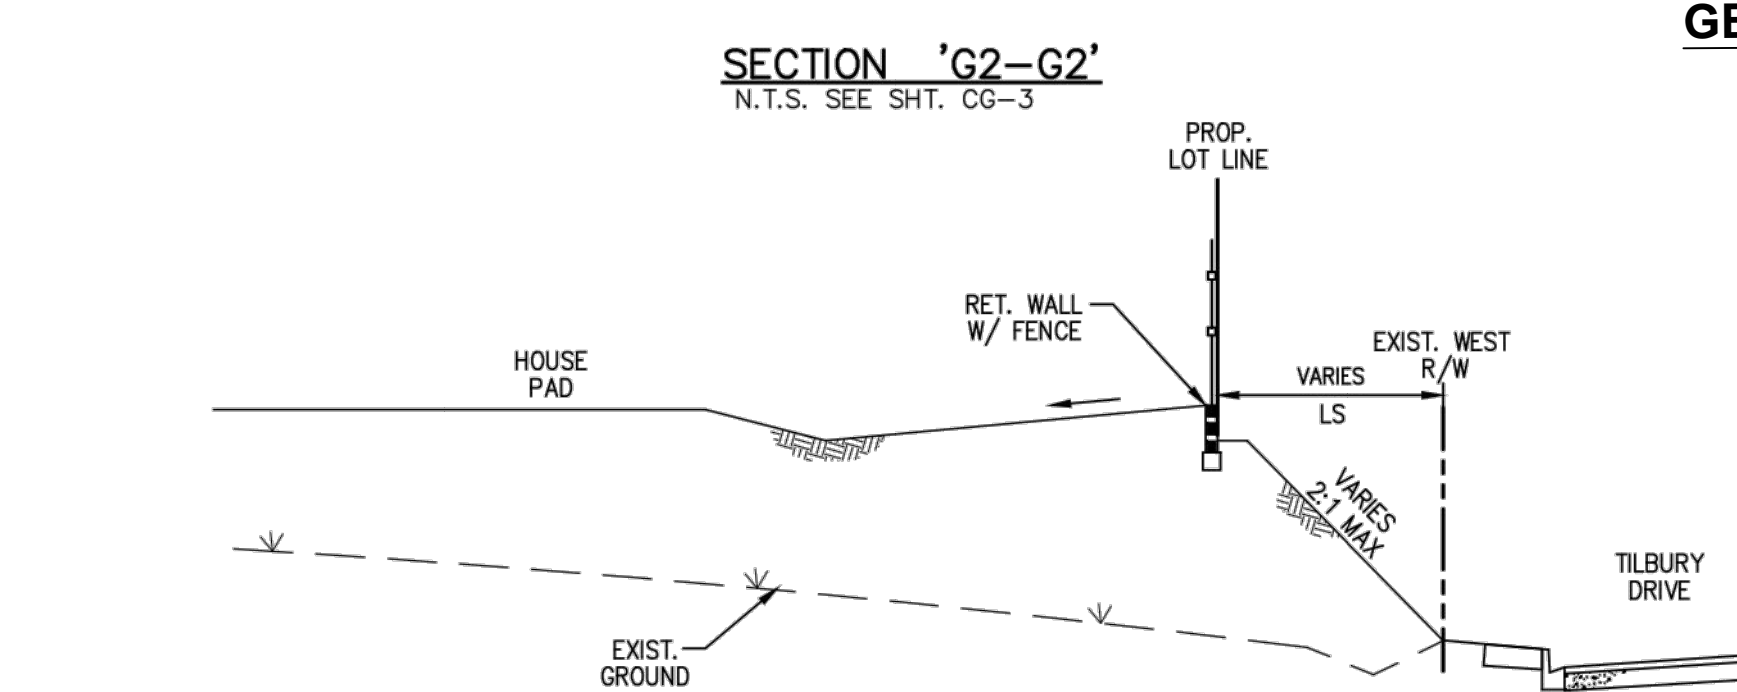 GE
SECTION 'G2-G2'
N.T.S. SEE SHT. CG-3
PROP.
LOT LINE
RET. WALL
W/ FENCE
EXIST. WEST
R/W
VARIES
LS
HOUSE
PAD
VARIES
2:1 MAX
TILBURY
DRIVE
EXIST.
GROUND